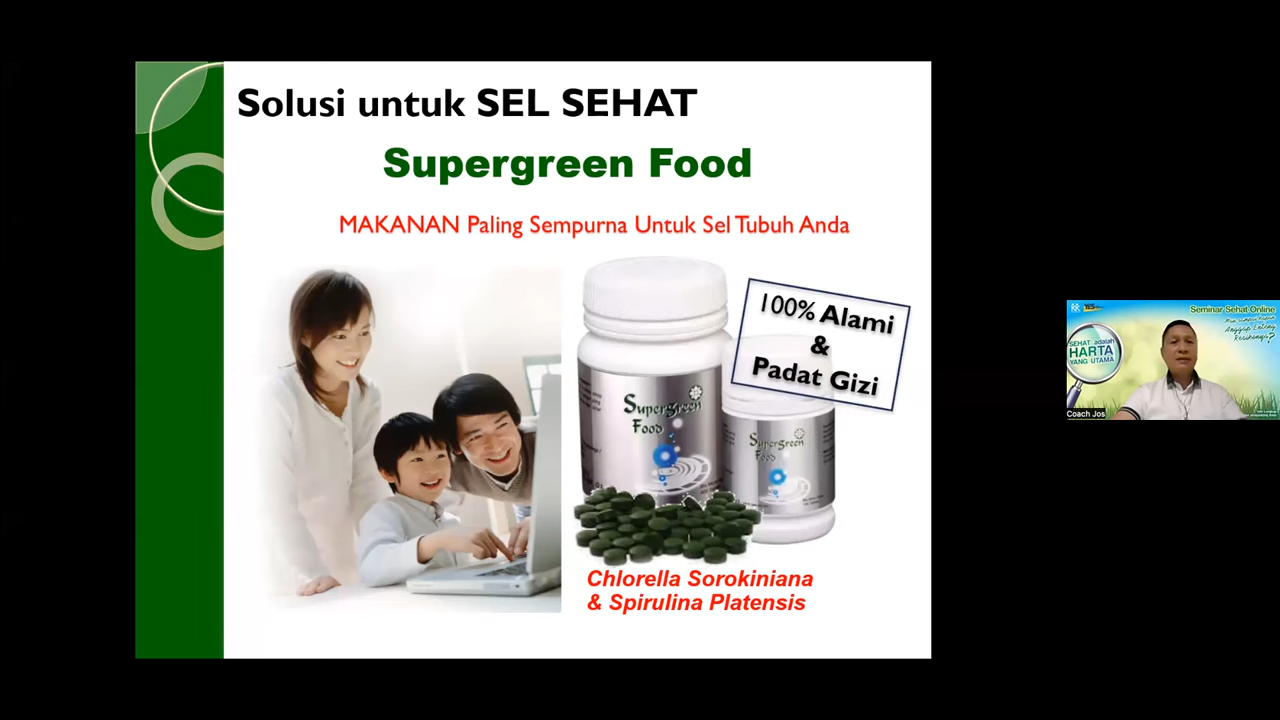 Solusi untuk SEL SEHAT
Supergreen Food
MAKANAN Paling Sempurna Untuk Sel Tubuh Anda
100% Alami
&
Padat Gizi
Supergreen
Food
Supergreen
Food
Chlorella Sorokiniana
& Spirulina Platensis
YES
Seminar Sehat Online
SEHAT adalah
HARTA
YANG UTAMA
Coach Jos